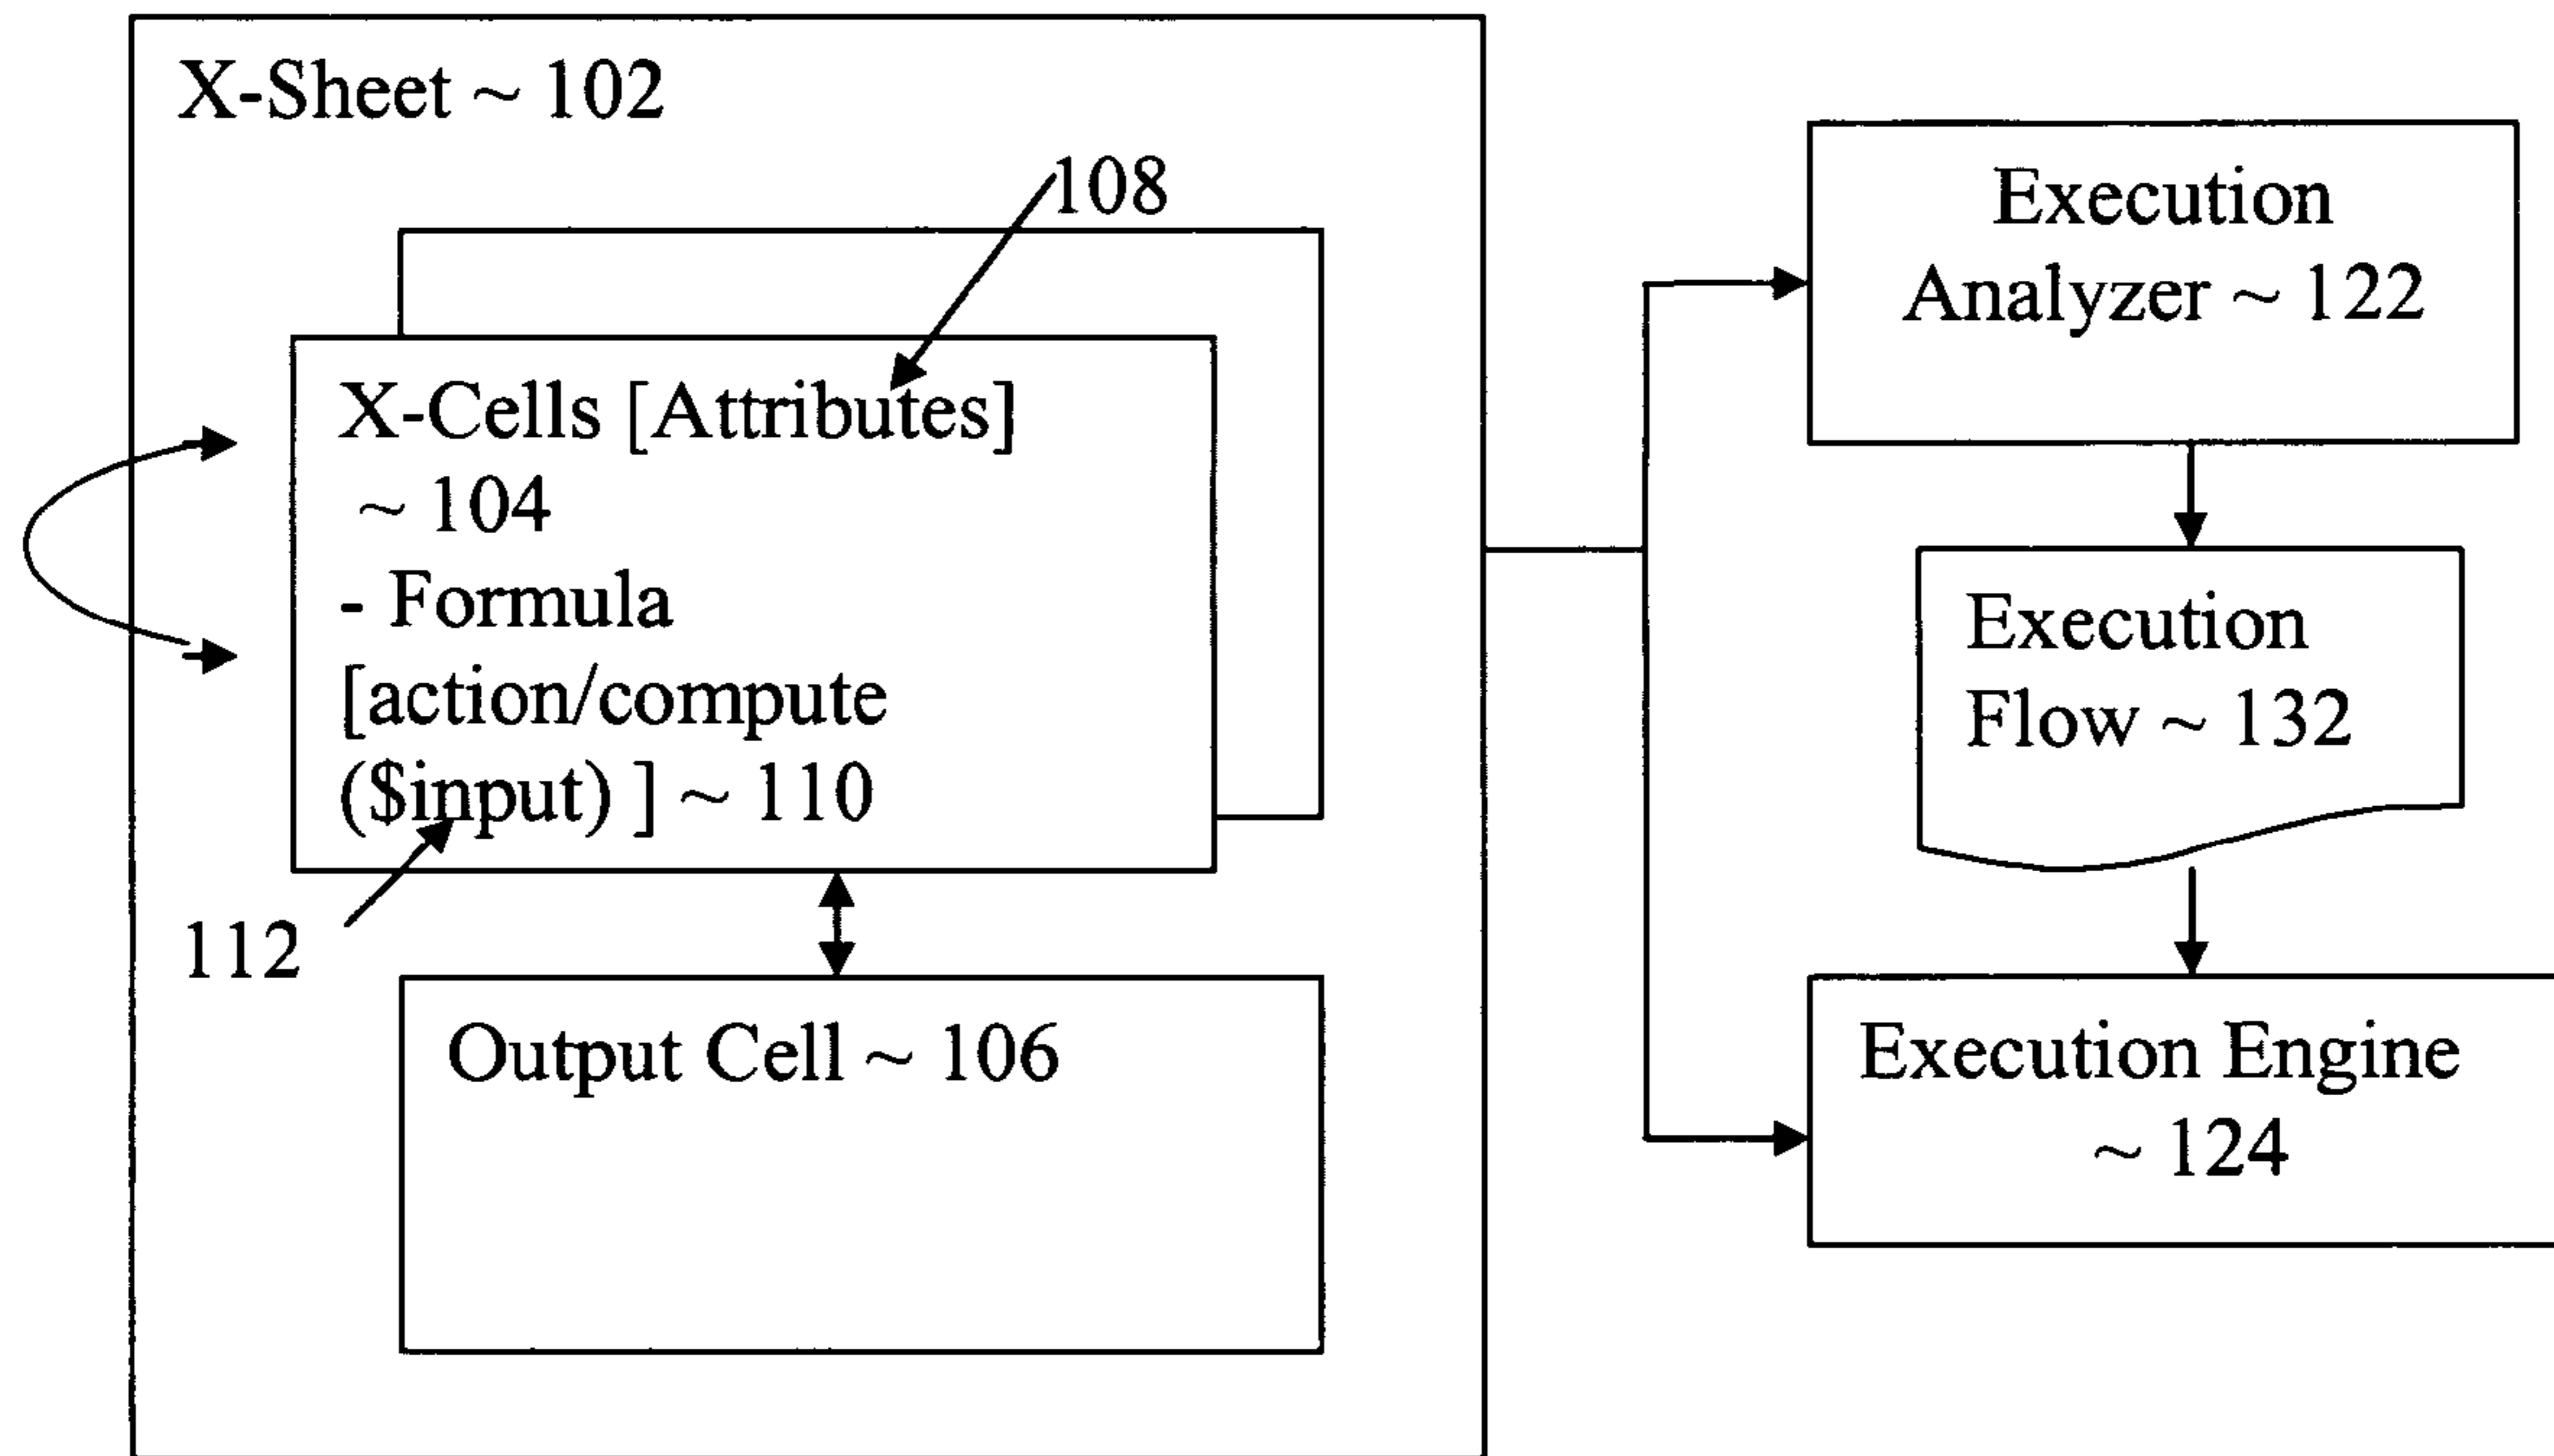 X-Sheet ~ 102
108
X-Cells [Attributes]
~ 104
- Formula
[action/compute
($input) ] ~ 110
112
Output Cell ~ 106
Execution
Analyzer ~ 122
Execution
Flow ~ 132
Execution Engine
~ 124